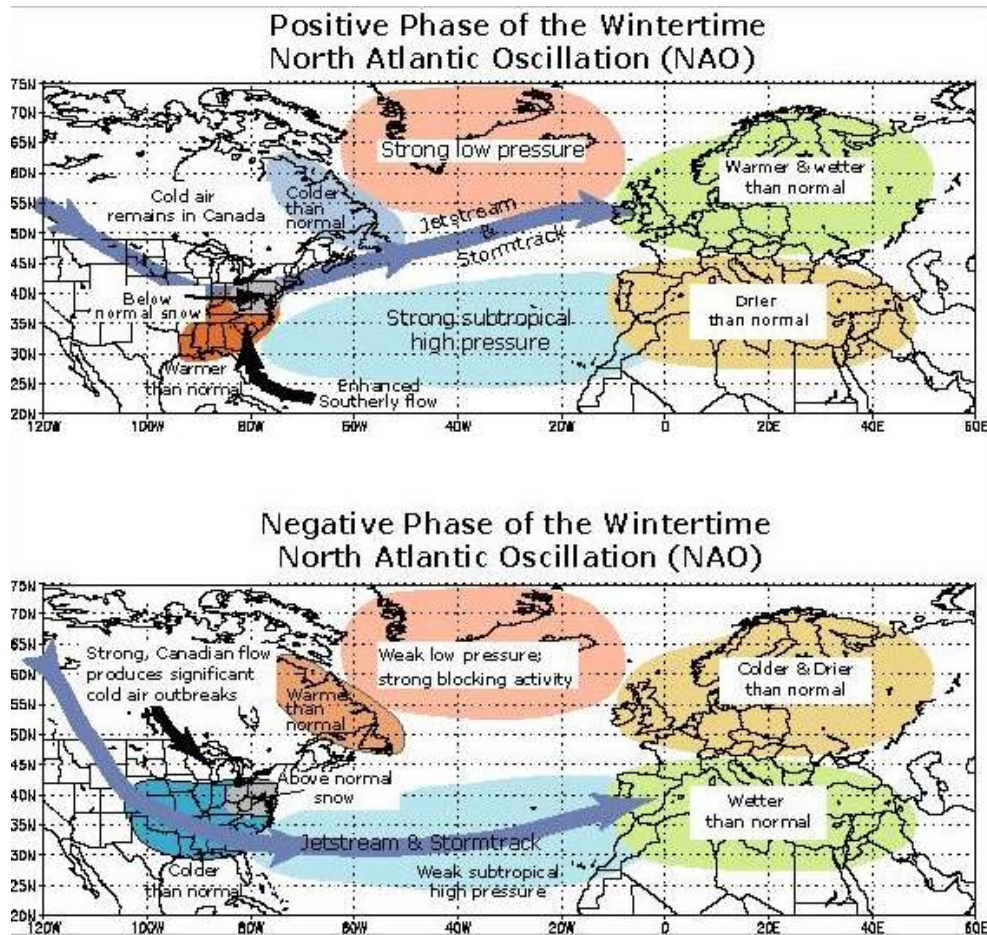 Positive Phase of the Wintertime
North Atlantic Oscillation (NAO)
75N
70N
65N
60N
55N
50N
45N
40N
35N
30N
25N
20N
Strong low pressure
Warmer & wetter
than normal
Cold air
remains in Canada
Colder
than
normal
Jetstream
&
Stormtrack
Below
normal snow
Strong subtropical
high pressure
Drier
than normal
Warmer
than normal
Enhanced
Southerly flow
120W 100W 80W 60W 40W 20W 0 20E 40E 60E
Negative Phase of the Wintertime
North Atlantic Oscillation (NAO)
75N
70N
65N
60N
55N
50N
45N
40N
35N
30N
25N
20N
Strong, Canadian flow
produces significant
cold air outbreaks
Weak low pressure;
strong blocking activity
Colder & Drier
than normal
Warmer
than
normal
Above normal
snow
Wetter
than normal
Jetstream & Stormtrack
Colder
than normal
Weak subtropical
high pressure
120W 100W 80W 60W 40W 20W 0 20E 40E 60E